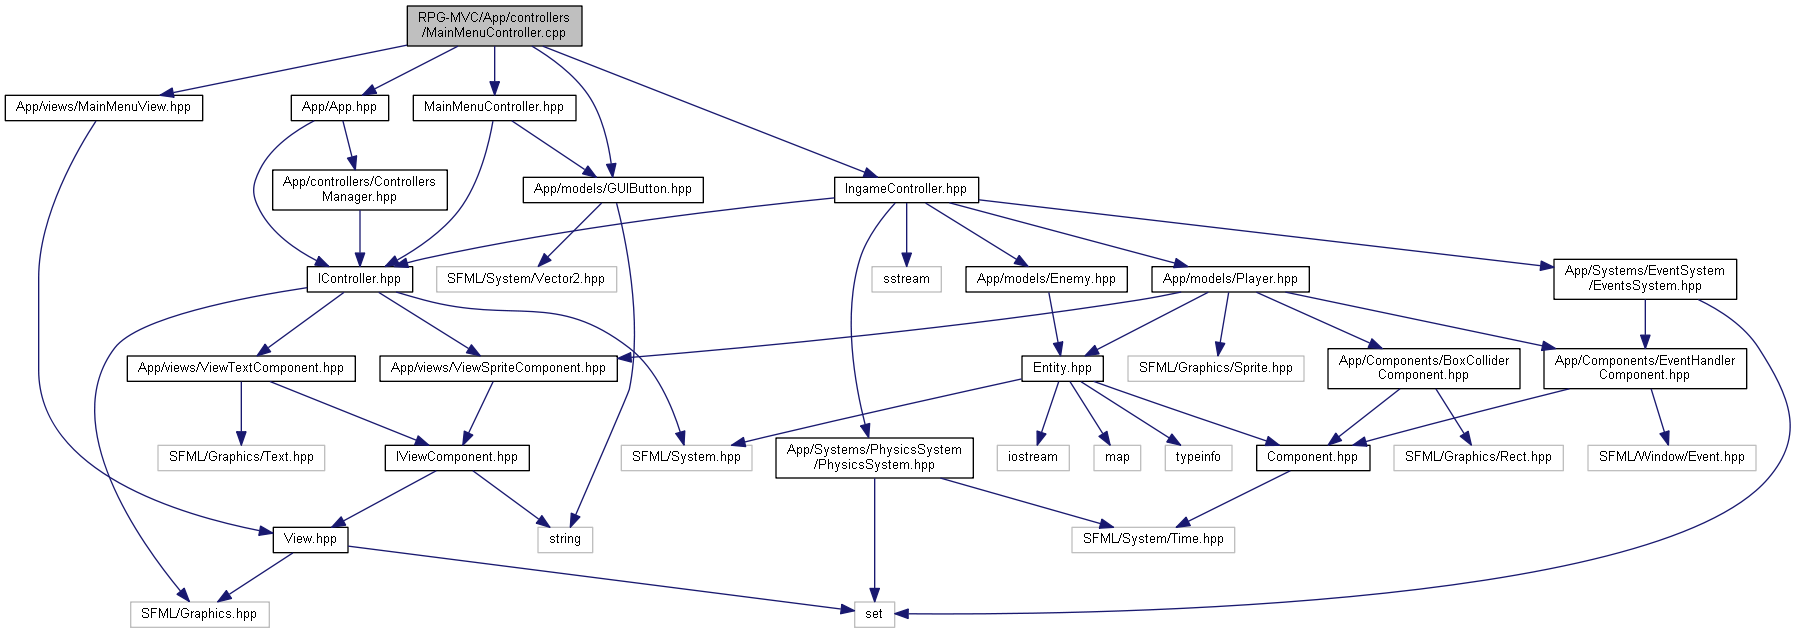 RPG-MVC/App/controllers
/MainMenuController.cpp
App/views/MainMenuView.hpp
App/App.hpp
MainMenuController.hpp
App/controllers/Controllers
Manager.hpp
App/models/GUIButton.hpp
IngameController.hpp
IController.hpp
SFML/System/Vector2.hpp
sstream
App/models/Enemy.hpp
App/models/Player.hpp
App/Systems/EventSystem
/EventsSystem.hpp
App/views/ViewTextComponent.hpp
App/views/ViewSpriteComponent.hpp
Entity.hpp
SFML/Graphics/Sprite.hpp
App/Components/BoxCollider
Component.hpp
App/Components/EventHandler
Component.hpp
SFML/Graphics/Text.hpp
IViewComponent.hpp
SFML/System.hpp
App/Systems/PhysicsSystem
/PhysicsSystem.hpp
iostream
map
typeinfo
Component.hpp
SFML/Graphics/Rect.hpp
SFML/Window/Event.hpp
View.hpp
string
SFML/System/Time.hpp
SFML/Graphics.hpp
set